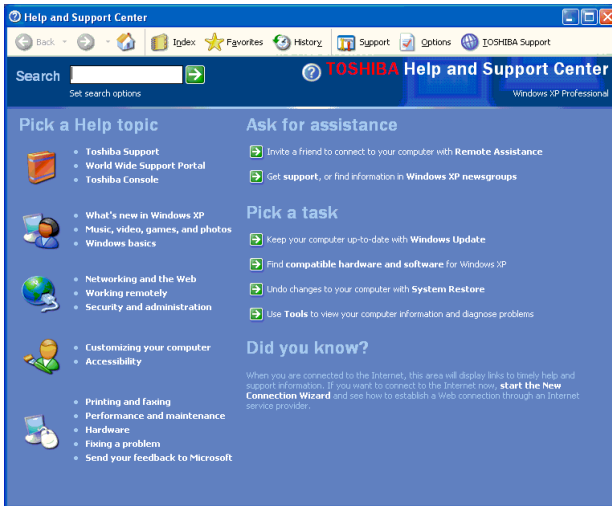 Help and Support Center
Back Index Favorites History Support Options TOSHIBA Support
Search
Set search options
TOSHIBA Help and Support Center
Windows XP Professional
Pick a Help topic
Toshiba Support
World Wide Support Portal
Toshiba Console
What's new in Windows XP
Music, video, games, and photos
Windows basics
Networking and the Web
Working remotely
Security and administration
Customizing your computer
Accessibility
Printing and faxing
Performance and maintenance
Hardware
Fixing a problem
Send your feedback to Microsoft
Ask for assistance
Invite a friend to connect to your computer with Remote Assistance
Get support, or find information in Windows XP newsgroups
Pick a task
Keep your computer up-to-date with Windows Update
Find compatible hardware and software for Windows XP
Undo changes to your computer with System Restore
Use Tools to view your computer information and diagnose problems
Did you know?
When you are connected to the Internet, this area will display links to timely help and
support information. If you want to connect to the Internet now, start the New
Connection Wizard and see how to establish a Web connection through an Internet
service provider.